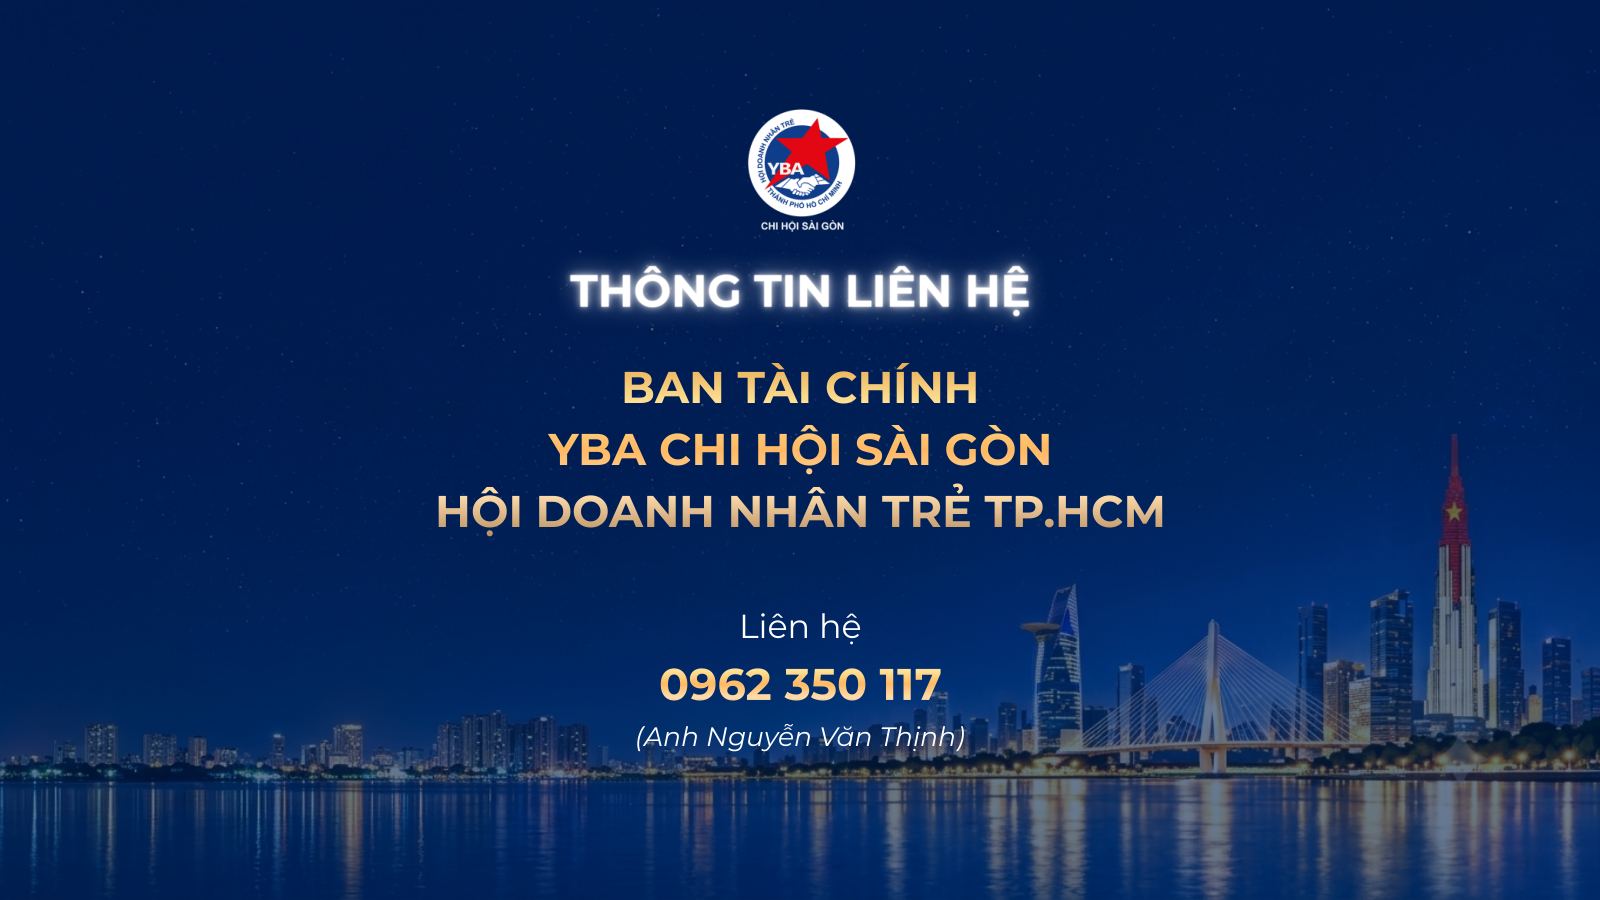 HỘI DOANH NHÂN TRẺ
YBA
THÀNH PHỐ HỒ CHÍ MINH
CHI HỘI SÀI GÒN
THÔNG TIN LIÊN HỆ
BAN TÀI CHÍNH
YBA CHI HỘI SÀI GÒN
HỘI DOANH NHÂN TRẺ TP.HCM
Liên hệ
0962 350 117
(Anh Nguyễn Văn Thịnh)